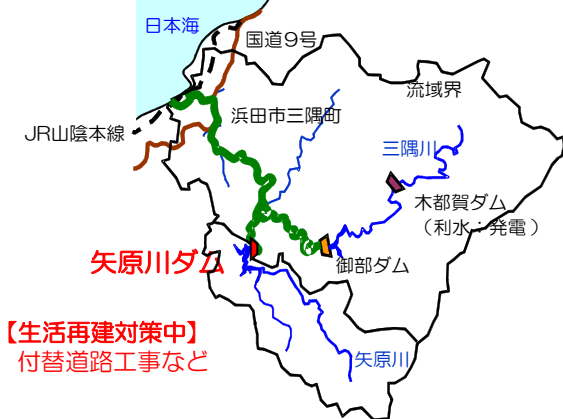 日本海
国道９号
流域界
浜田市三隅町
JR山陰本線
三隅川
木都賀ダム
（利水：発電）
矢原川ダム
御部ダム
【生活再建対策中】
付替道路工事など
矢原川